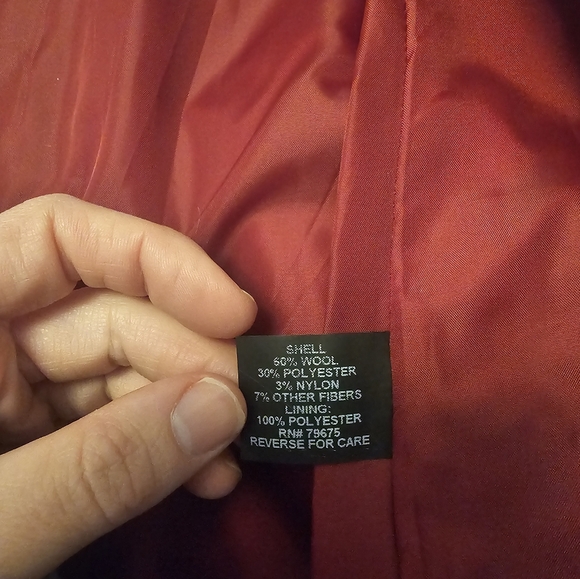 SHELL
60% WOOL
30% POLYESTER
3% NYLON
7% OTHER FIBERS
LINING:
100% POLYESTER
RN# 79675
REVERSE FOR CARE